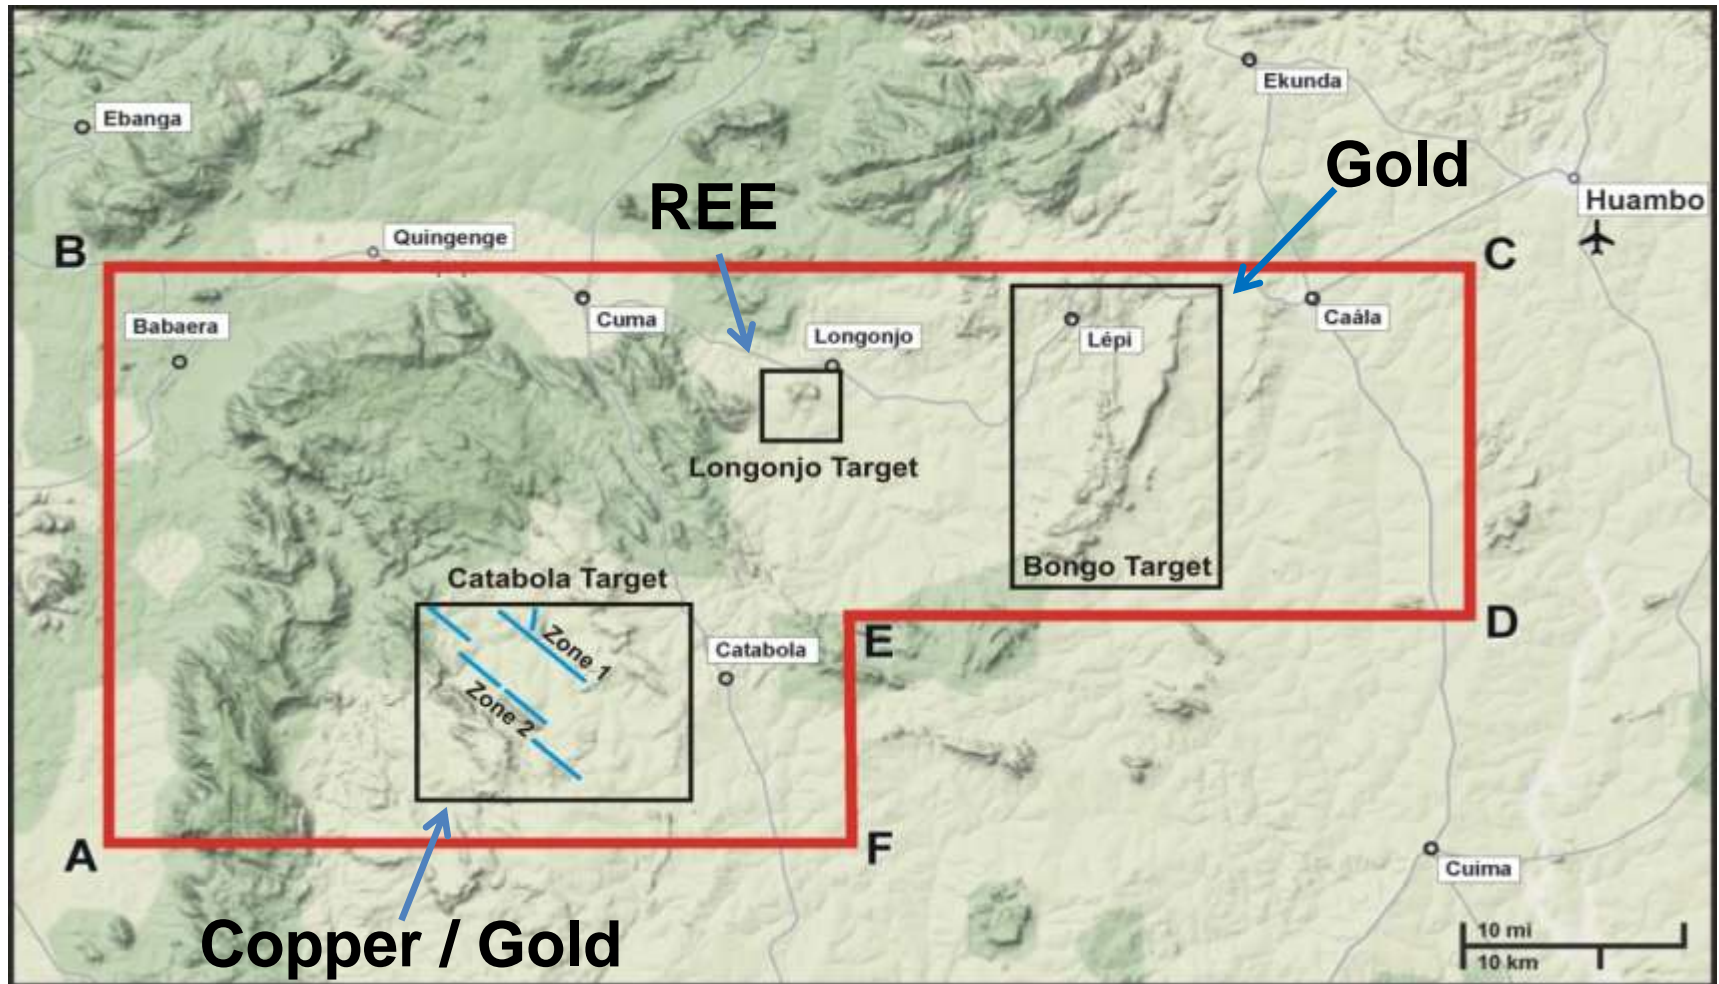 Ekunda
Ebanga
Gold
REE
Huambo
Quingenge
B
C
Babaera
Cuma
Caála
Longonjo
Lépi
Longonjo Target
Bongo Target
Catabola Target
D
E
Zone 1
Catabola
Zone 2
A
F
Cuima
Copper / Gold
10 mi
10 km